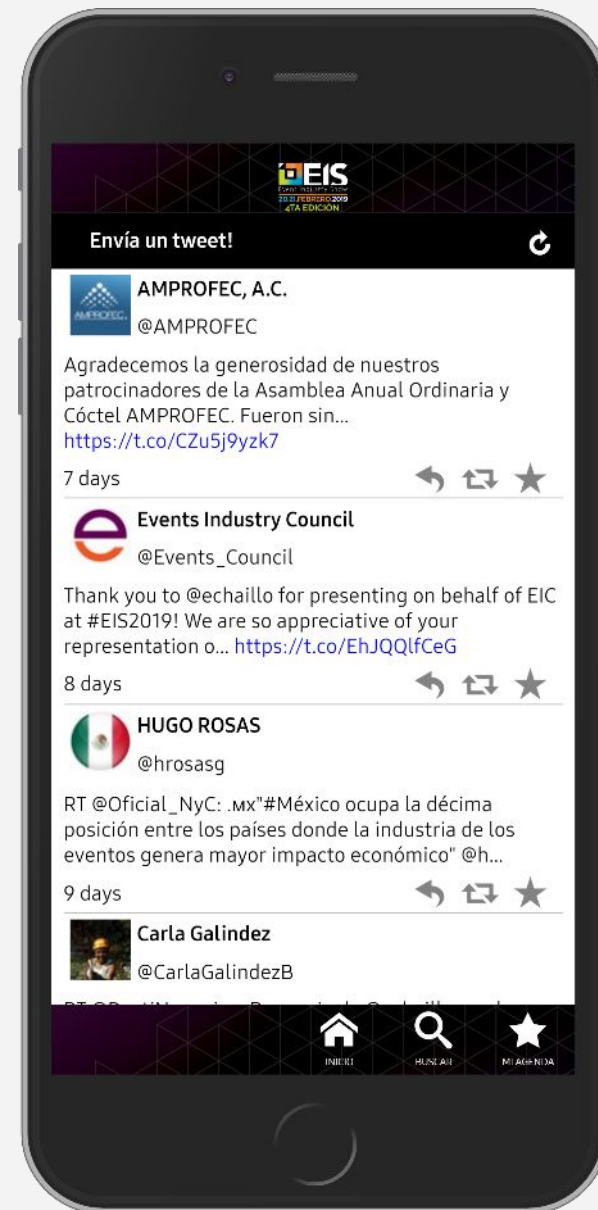 EIS
Event Industry Show
20.21.FEBRERO.2019
4TA EDICIÓN
Envía un tweet!
AMPROFEC, A.C.
AMPROFEC.
@AMPROFEC
Agradecemos la generosidad de nuestros
patrocinadores de la Asamblea Anual Ordinaria y
Cóctel AMPROFEC. Fueron sin...
https://t.co/CZu5j9yzk7
7 days
Events Industry Council
@Events_Council
Thank you to @echaillo for presenting on behalf of EIC
at #EIS2019! We are so appreciative of your
representation o... https://t.co/EhJQQlfCeG
8 days
HUGO ROSAS
@hrosasg
RT @Oficial_NyC: .мх"#México ocupa la décima
posición entre los países donde la industria de los
eventos genera mayor impacto económico" @h...
9 days
Carla Galindez
@CarlaGalindezB
INICIO
BUSCAR
MI AGENDA